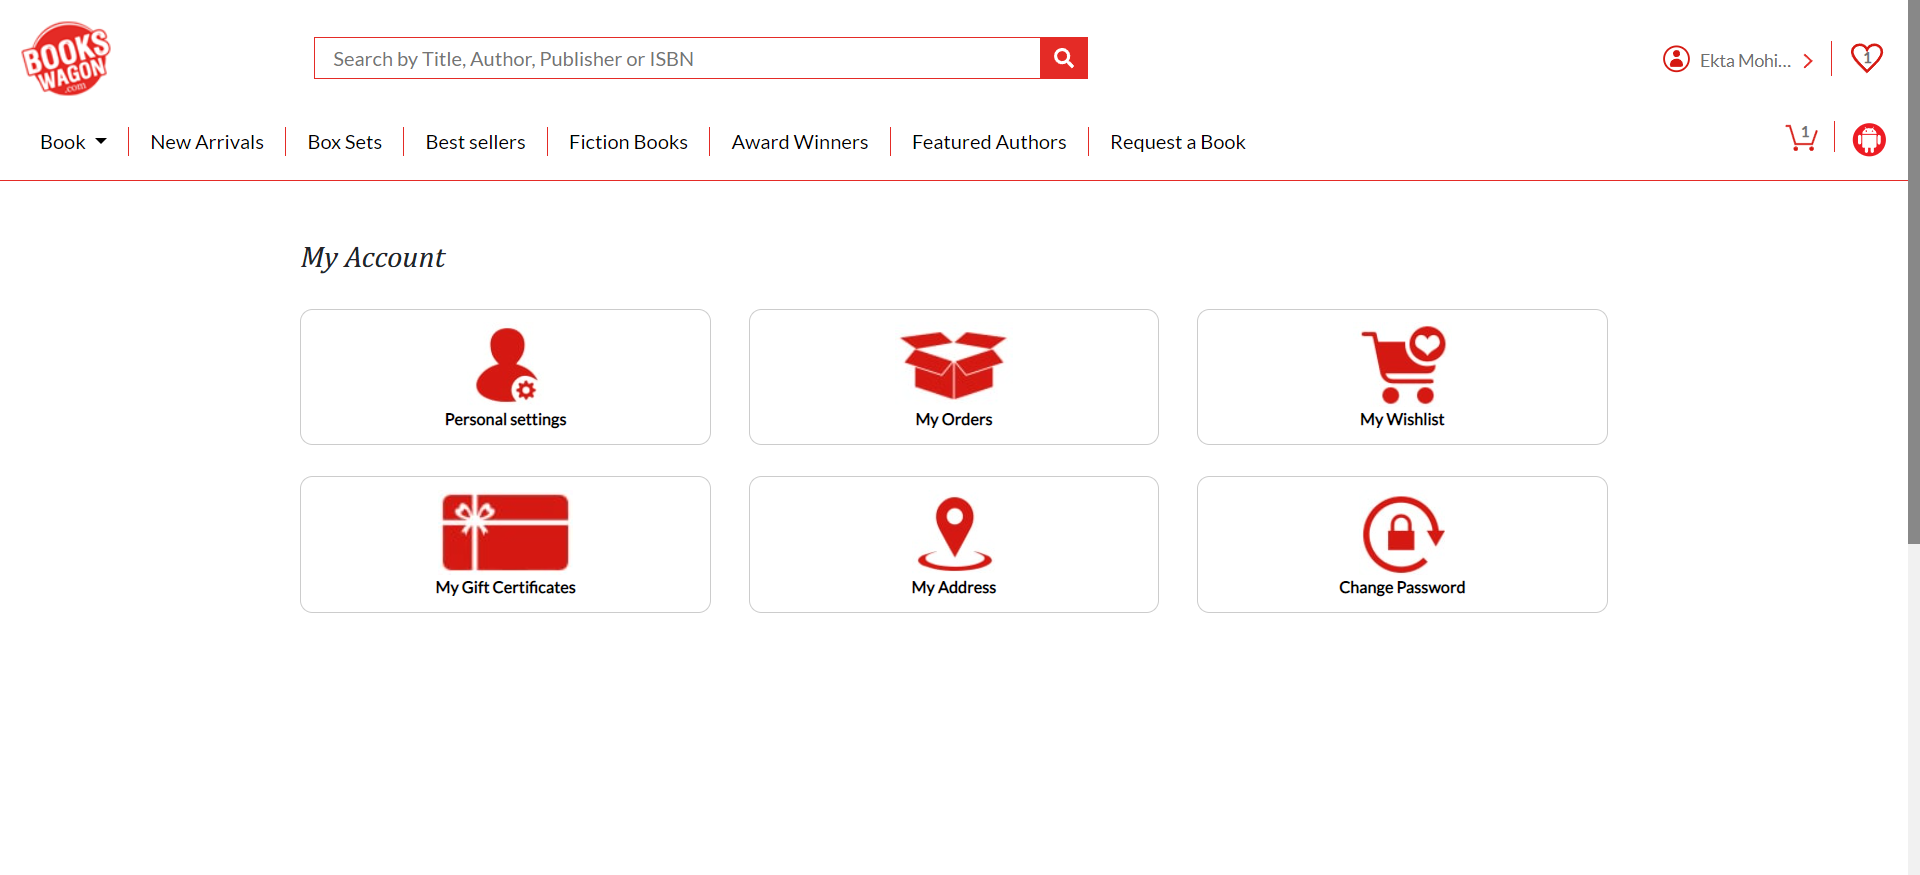 BOOKS
WAGON
.com
Search by Title, Author, Publisher or ISBN
Ekta Mohi...
1
Book
New Arrivals
Box Sets
Best sellers
Fiction Books
Award Winners
Featured Authors
Request a Book
1
My Account
Personal settings
My Orders
My Wishlist
My Gift Certificates
My Address
Change Password